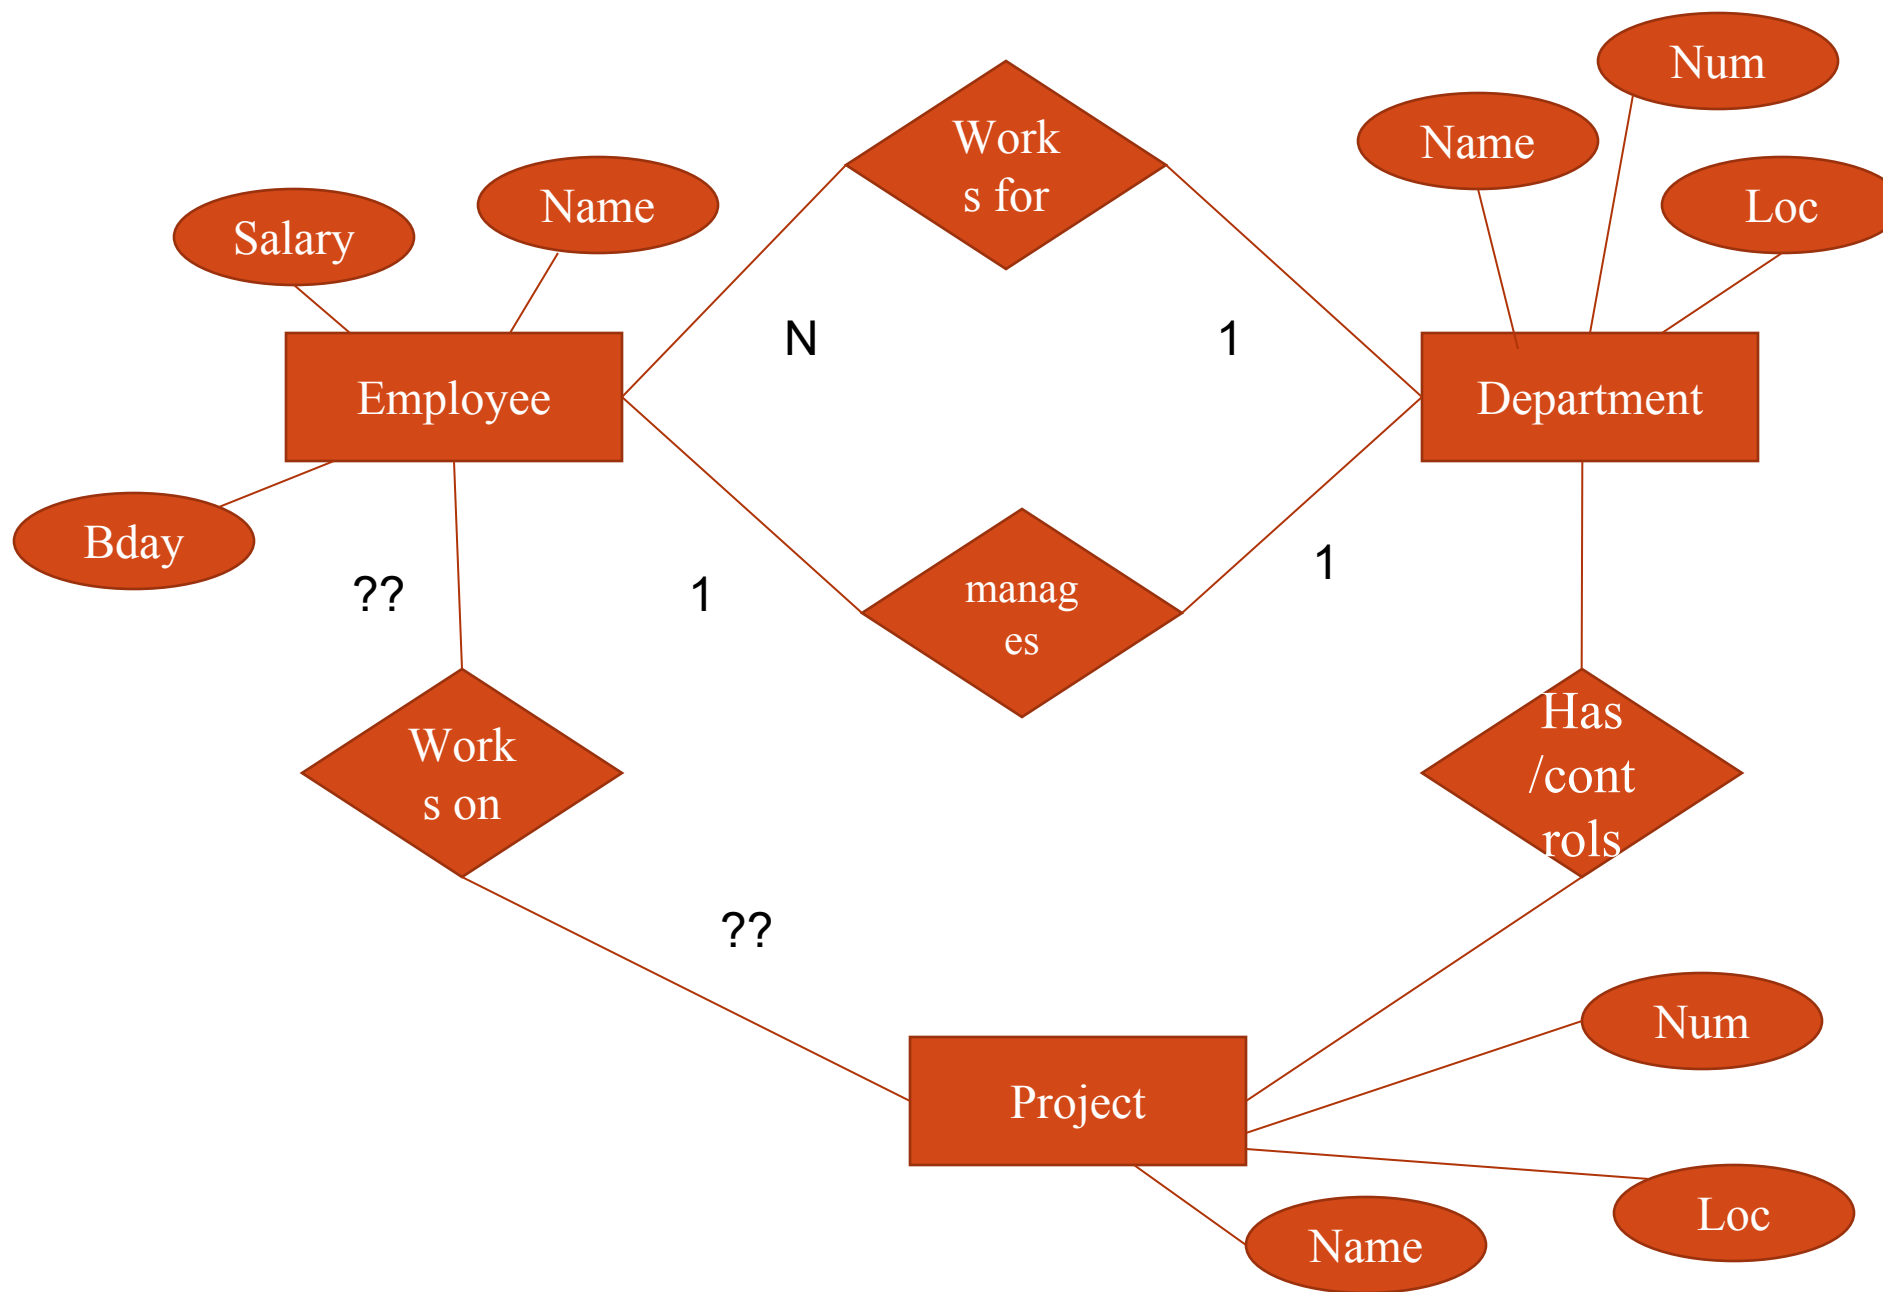 Num
Name
Work
s for
Name
Loc
Salary
N
1
Employee
Department
Bday
??
1
manag
es
1
Work
s on
Has
/cont
rols
??
Num
Project
Loc
Name